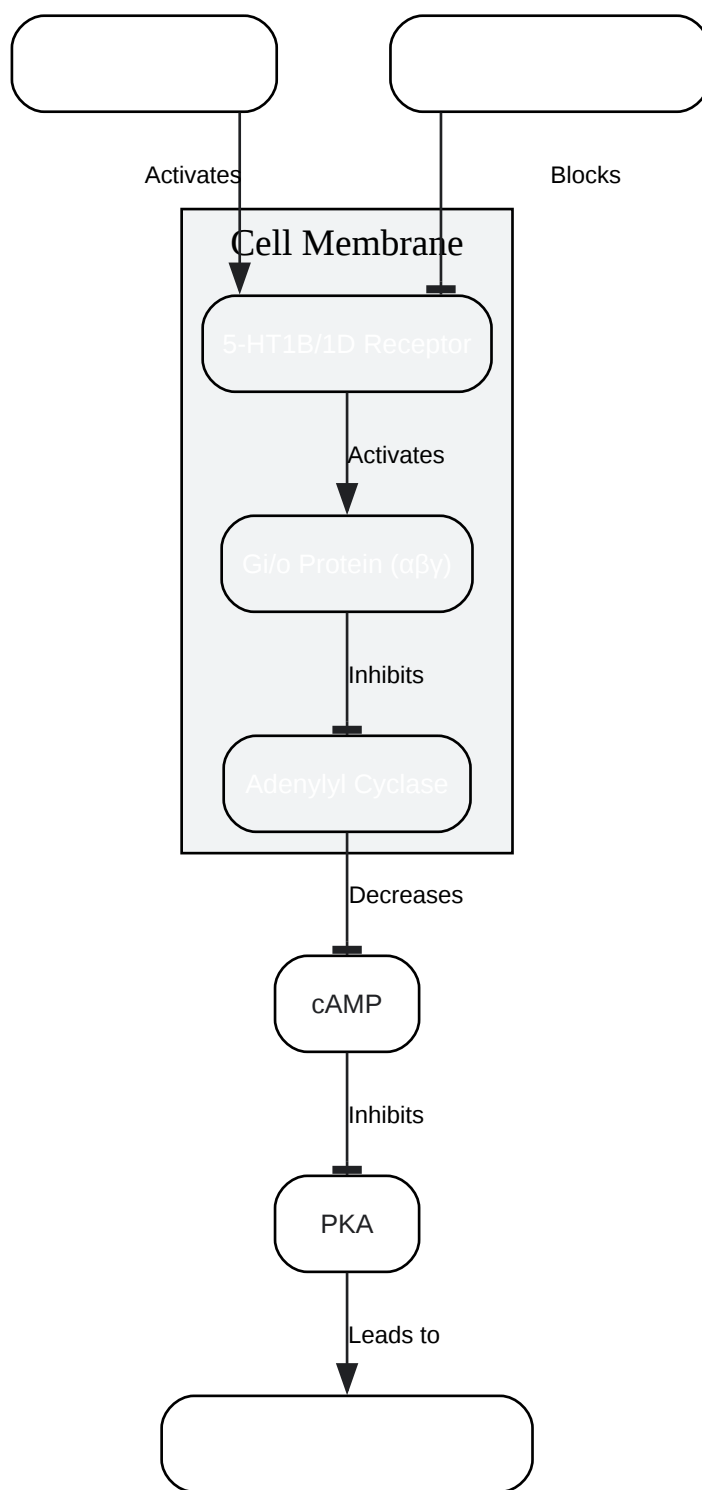 Activates
Blocks
Cell Membrane
5-HT1B/1D Receptor
Activates
Gi/o Protein (αβγ)
Inhibits
Adenylyl Cyclase
Decreases
cAMP
Inhibits
PKA
Leads to